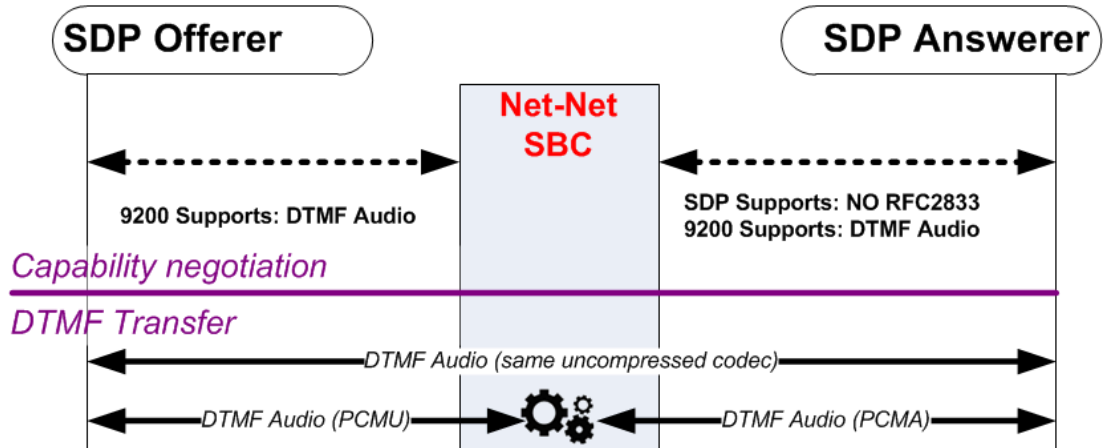 SDP Offerer
SDP Answerer
Net-Net
SBC
9200 Supports: DTMF Audio
SDP Supports: NO RFC2833
9200 Supports: DTMF Audio
Capability negotiation
DTMF Transfer
DTMF Audio (same uncompressed codec)
DTMF Audio (PCMU)
DTMF Audio (PCMA)